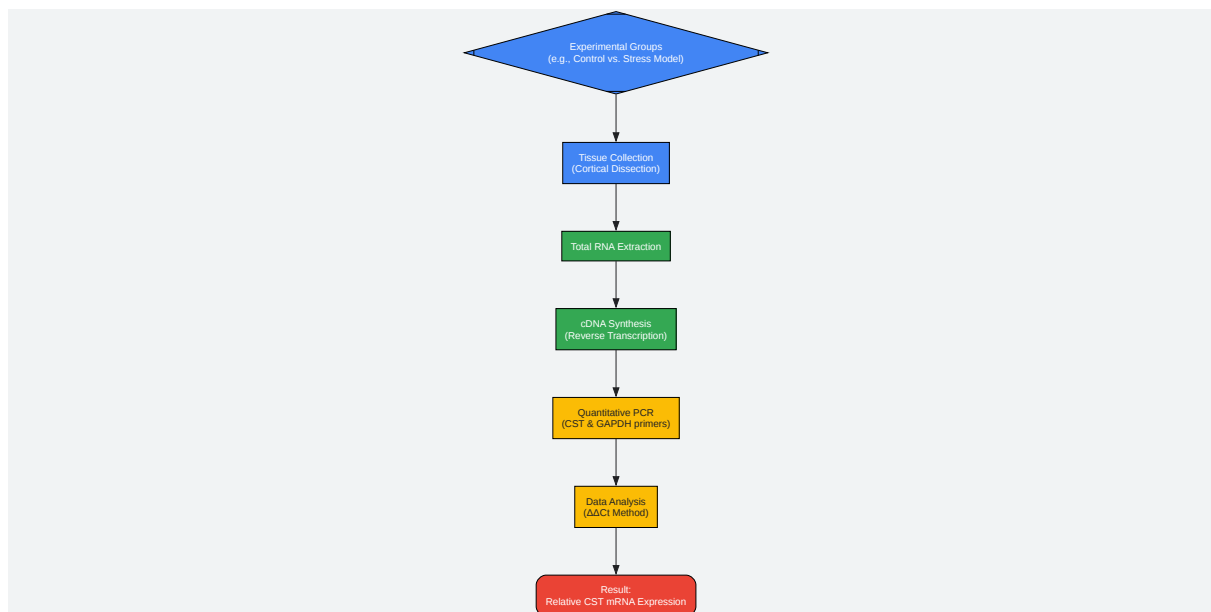 Experimental Groups
(e.g., Control vs. Stress Model)
Tissue Collection
(Cortical Dissection)
Total RNA Extraction
cDNA Synthesis
(Reverse Transcription)
Quantitative PCR
(CST & GAPDH primers)
Data Analysis
(ΔΔCt Method)
Result:
Relative CST mRNA Expression